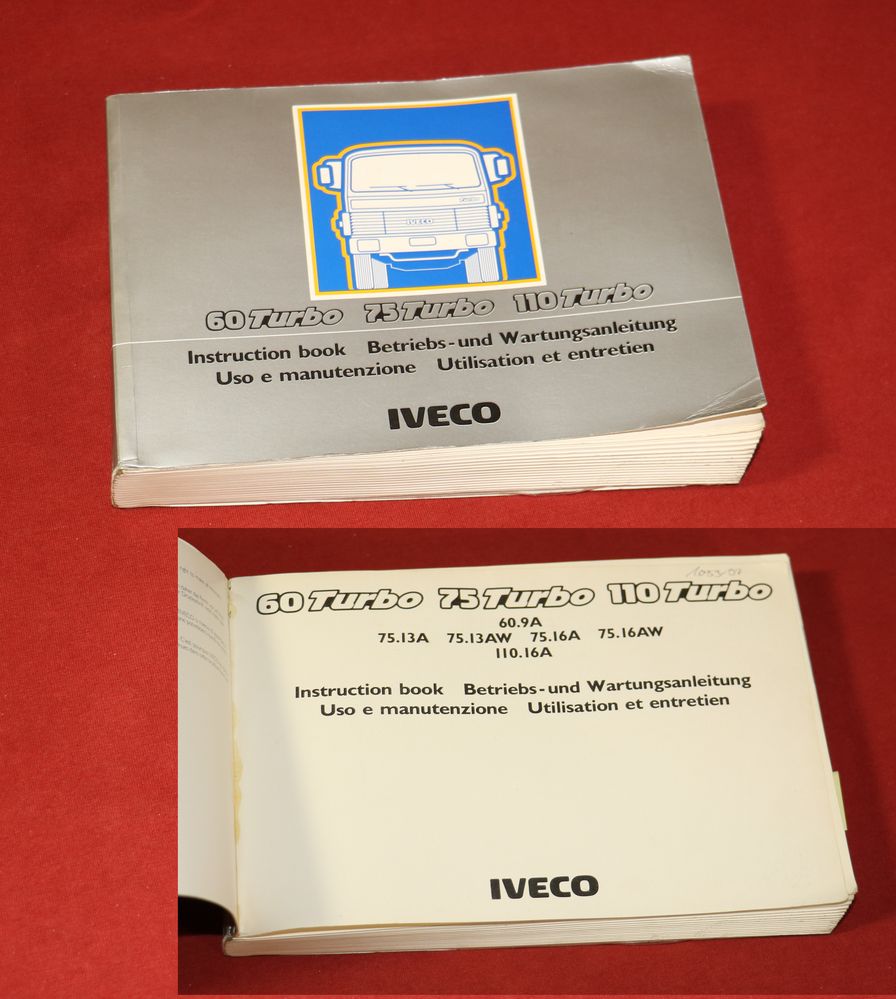 IVECO
60 Turbo 75 Turbo 110 Turbo
Instruction book Betriebs-und Wartungsanleitung
Uso e manutenzione Utilisation et entretien
IVECO
60 Turbo 75 Turbo 110 Turbo
60.9A
75.13A 75.13AW 75.16A 75.16AW
110.16A
Instruction book Betriebs-und Wartungsanleitung
Uso e manutenzione Utilisation et entretien
IVECO